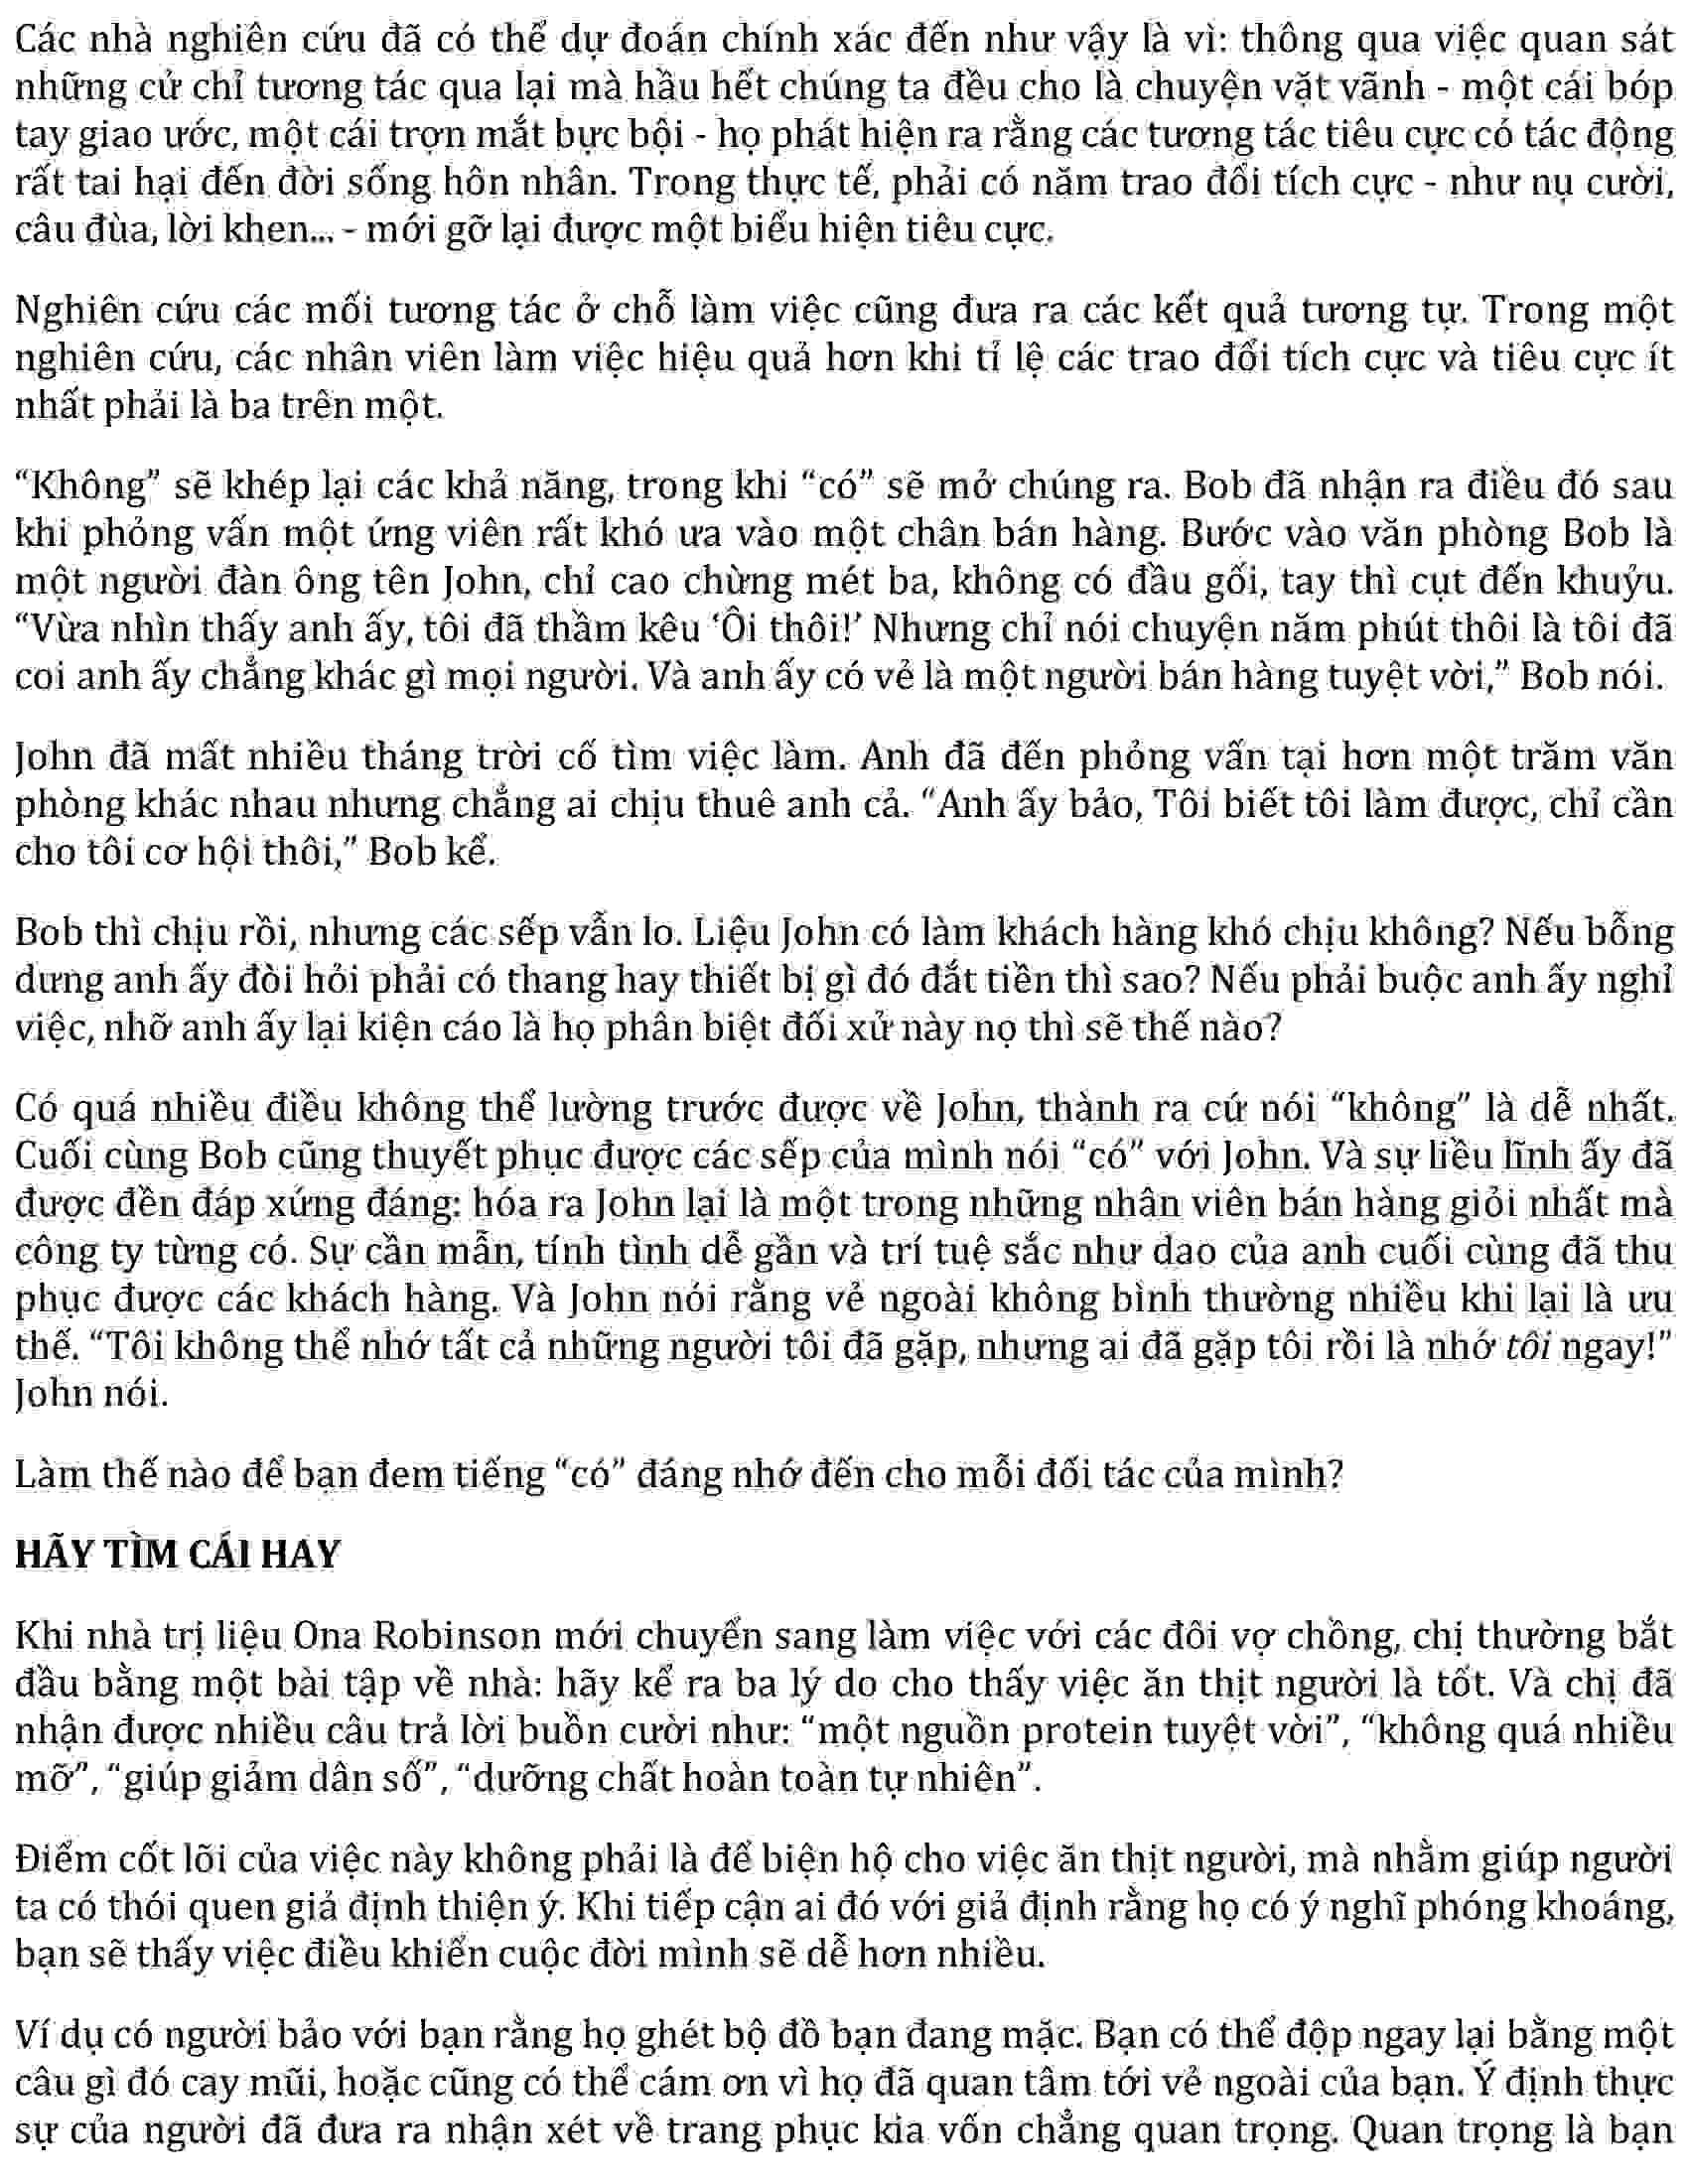 Các nhà nghiên cứu đã có thể dự đoán chính xác đến như vậy là vì: thông qua việc quan sát
những cử chỉ tương tác qua lại mà hầu hết chúng ta đều cho là chuyện vặt vãnh - một cái bóp
tay giao ước, một cái trợn mắt bực bội - họ phát hiện ra rằng các tương tác tiêu cực có tác động
rất tai hại đến đời sống hôn nhân. Trong thực tế, phải có năm trao đổi tích cực - như nụ cười,
câu đùa, lời khen... - mới gỡ lại được một biểu hiện tiêu cực.
Nghiên cứu các mối tương tác ở chỗ làm việc cũng đưa ra các kết quả tương tự. Trong một
nghiên cứu, các nhân viên làm việc hiệu quả hơn khi tỉ lệ các trao đổi tích cực và tiêu cực ít
nhất phải là ba trên một.
“Không” sẽ khép lại các khả năng, trong khi “có” sẽ mở chúng ra. Bob đã nhận ra điều đó sau
khi phỏng vấn một ứng viên rất khó ưa vào một chân bán hàng. Bước vào văn phòng Bob là
một người đàn ông tên John, chỉ cao chừng mét ba, không có đầu gối, tay thì cụt đến khuỷu.
“Vừa nhìn thấy anh ấy, tôi đã thầm kêu ‘Ôi thôi!’ Nhưng chỉ nói chuyện năm phút thôi là tôi đã
coi anh ấy chẳng khác gì mọi người. Và anh ấy có vẻ là một người bán hàng tuyệt vời,” Bob nói.
John đã mất nhiều tháng trời cố tìm việc làm. Anh đã đến phỏng vấn tại hơn một trăm văn
phòng khác nhau nhưng chẳng ai chịu thuê anh cả. “Anh ấy bảo, Tôi biết tôi làm được, chỉ cần
cho tôi cơ hội thôi,” Bob kể.
Bob thì chịu rồi, nhưng các sếp vẫn lo. Liệu John có làm khách hàng khó chịu không? Nếu bỗng
dưng anh ấy đòi hỏi phải có thang hay thiết bị gì đó đắt tiền thì sao? Nếu phải buộc anh ấy nghỉ
việc, nhỡ anh ấy lại kiện cáo là họ phân biệt đối xử này nọ thì sẽ thế nào?
Có quá nhiều điều không thể lường trước được về John, thành ra cứ nói “không” là dễ nhất.
Cuối cùng Bob cũng thuyết phục được các sếp của mình nói “có” với John. Và sự liều lĩnh ấy đã
được đền đáp xứng đáng: hóa ra John lại là một trong những nhân viên bán hàng giỏi nhất mà
công ty từng có. Sự cần mẫn, tính tình dễ gần và trí tuệ sắc như dao của anh cuối cùng đã thu
phục được các khách hàng. Và John nói rằng vẻ ngoài không bình thường nhiều khi lại là ưu
thế. “Tôi không thể nhớ tất cả những người tôi đã gặp, nhưng ai đã gặp tôi rồi là nhớ tôi ngay!”
John nói.
Làm thế nào để bạn đem tiếng “có” đáng nhớ đến cho mỗi đối tác của mình?
HÃY TÌM CÁI HAY
Khi nhà trị liệu Ona Robinson mới chuyển sang làm việc với các đôi vợ chồng, chị thường bắt
đầu bằng một bài tập về nhà: hãy kể ra ba lý do cho thấy việc ăn thịt người là tốt. Và chị đã
nhận được nhiều câu trả lời buồn cười như: “một nguồn protein tuyệt vời”, “không quá nhiều
mỡ”, “giúp giảm dân số”, “dưỡng chất hoàn toàn tự nhiên”.
Điểm cốt lõi của việc này không phải là để biện hộ cho việc ăn thịt người, mà nhằm giúp người
ta có thói quen giả định thiện ý. Khi tiếp cận ai đó với giả định rằng họ có ý nghĩ phóng khoáng,
bạn sẽ thấy việc điều khiển cuộc đời mình sẽ dễ hơn nhiều.
Ví dụ có người bảo với bạn rằng họ ghét bộ đồ bạn đang mặc. Bạn có thể độp ngay lại bằng một
câu gì đó cay mũi, hoặc cũng có thể cám ơn vì họ đã quan tâm tới vẻ ngoài của bạn. Ý định thực
sự của người đã đưa ra nhận xét về trang phục kia vốn chẳng quan trọng. Quan trọng là bạn